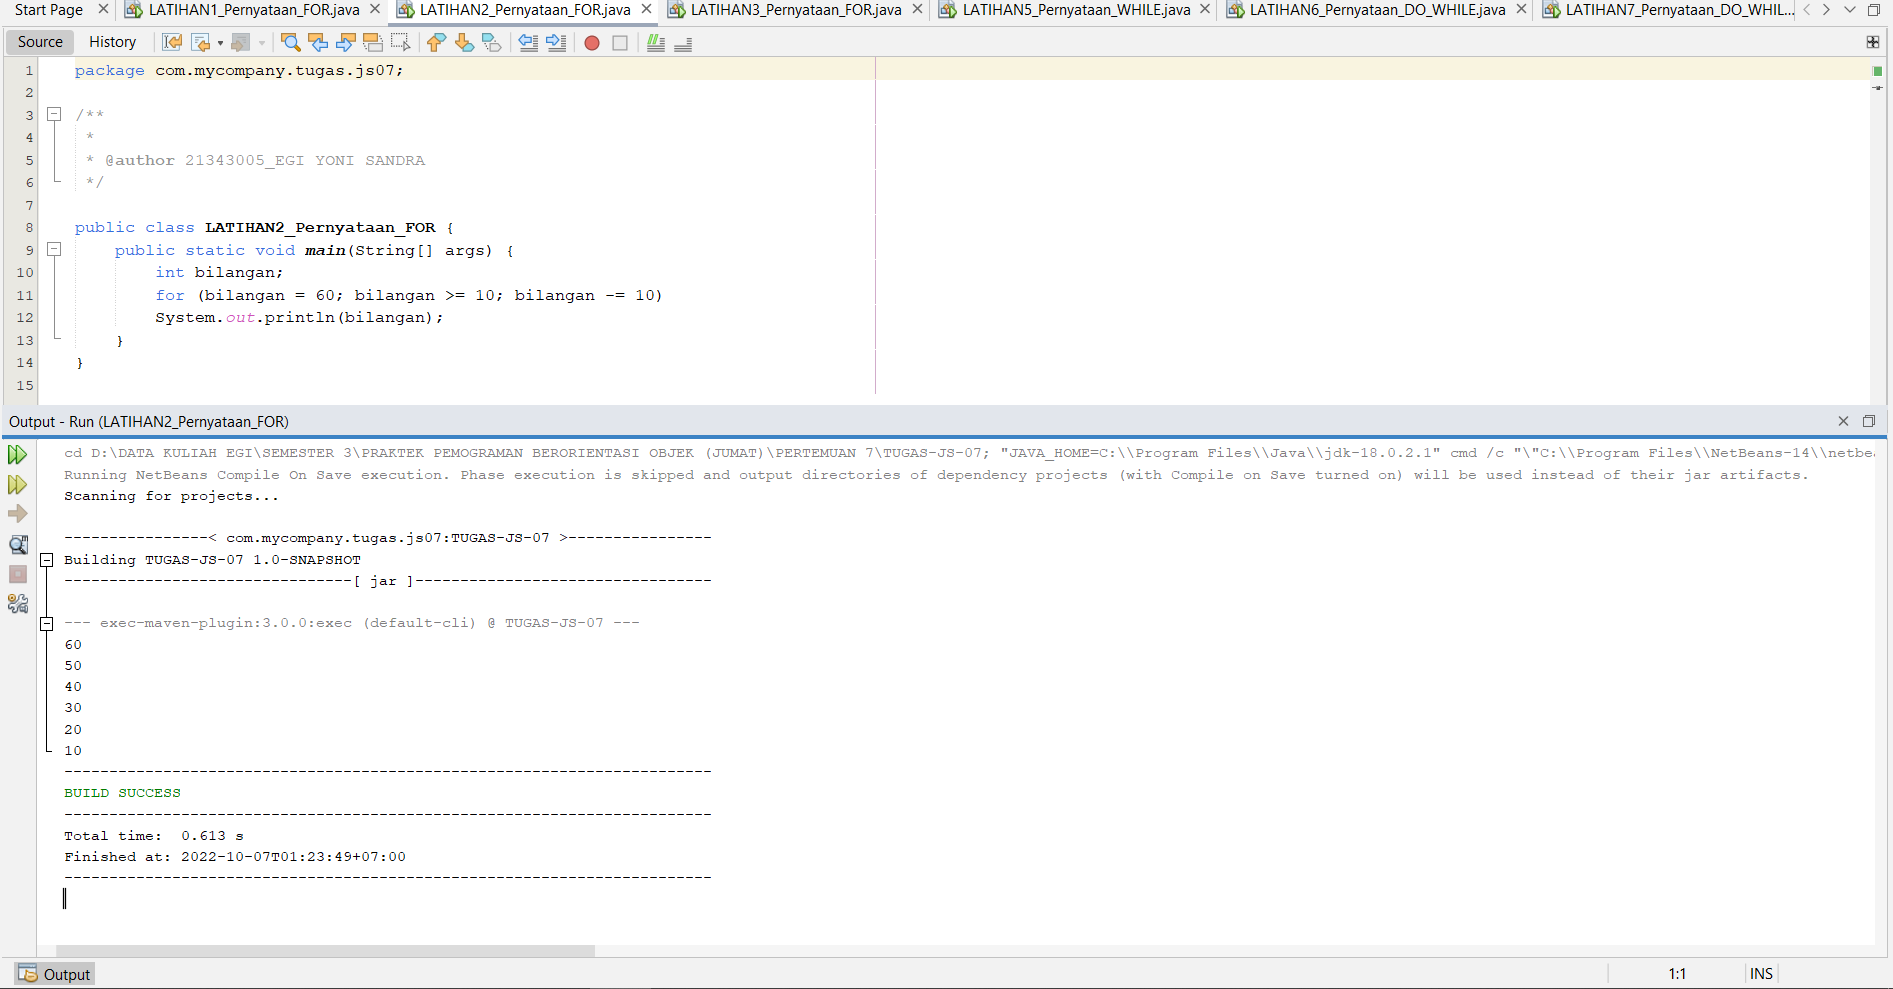 Start Page LATIHAN1_Pernyataan_FOR.java LATIHAN2_Pernyataan_FOR.java LATIHAN3_Pernyataan_FOR.java LATIHAN5_Pernyataan_WHILE.java LATIHAN6_Pernyataan_DO_WHILE.java LATIHAN7_Pernyataan_DO_WHIL...
Source History
1 package com.mycompany.tugas.js07;
2
3 /**
4 *
5 * @author 21343005_EGI YONI SANDRA
6 */
7
8 public class LATIHAN2_Pernyataan_FOR {
9 public static void main(String[] args) {
10 int bilangan;
11 for (bilangan = 60; bilangan >= 10; bilangan -= 10)
12 System.out.println(bilangan);
13 }
14 }
15
Output - Run (LATIHAN2_Pernyataan_FOR)
cd D:\DATA KULIAH EGI\SEMESTER 3\PRAKTEK PEMOGRAMAN BERORIENTASI OBJEK (JUMAT)\PERTEMUAN 7\TUGAS-JS-07; "JAVA_HOME=C:\\Program Files\\Java\\jdk-18.0.2.1" cmd /c "\"C:\\Program Files\\NetBeans-14\\netbea
Running NetBeans Compile On Save execution. Phase execution is skipped and output directories of dependency projects (with Compile on Save turned on) will be used instead of their jar artifacts.
Scanning for projects...
----------------< com.mycompany.tugas.js07:TUGAS-JS-07 >----------------
Building TUGAS-JS-07 1.0-SNAPSHOT
--------------------------------[ jar ]---------------------------------
--- exec-maven-plugin:3.0.0:exec (default-cli) @ TUGAS-JS-07 ---
60
50
40
30
20
10
------------------------------------------------------------------------
BUILD SUCCESS
------------------------------------------------------------------------
Total time:  0.613 s
Finished at: 2022-10-07T01:23:49+07:00
------------------------------------------------------------------------
Output 1:1 INS